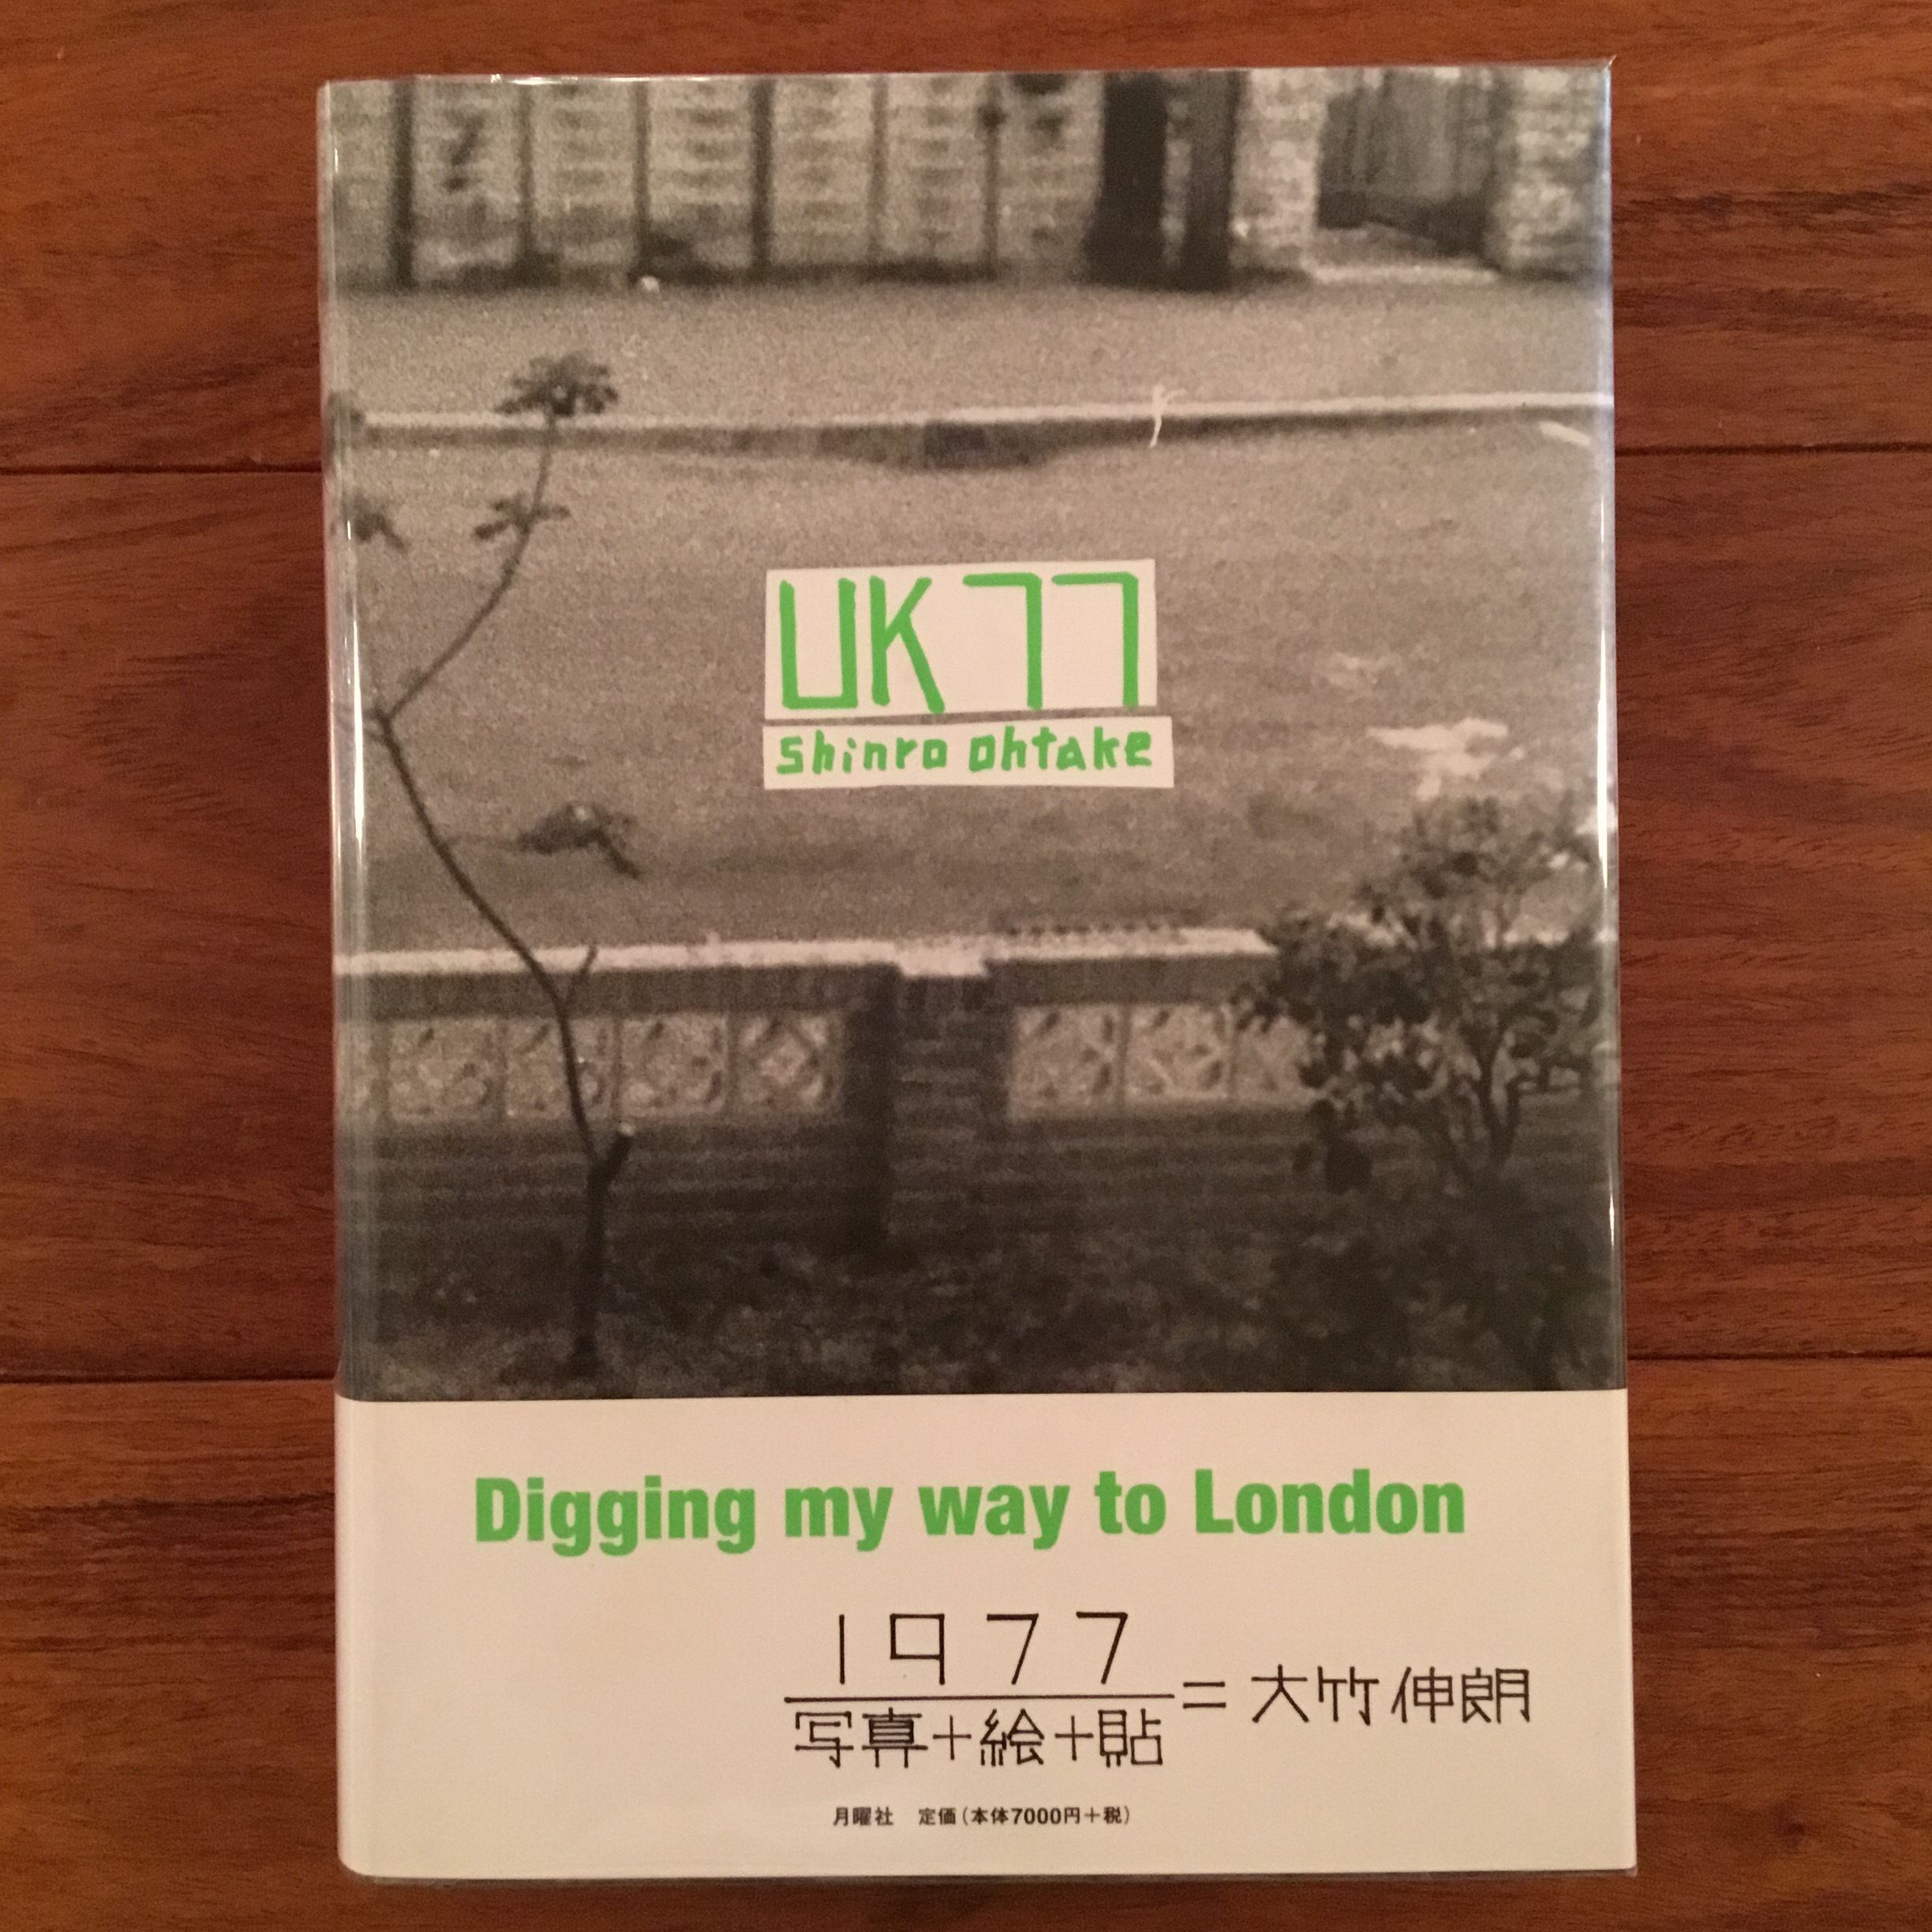 UK77
Shinro Ohtake
Digging my way to London
1977
写真+絵+貼
= 大竹伸朗
月曜社 定価(本体7000円+税)